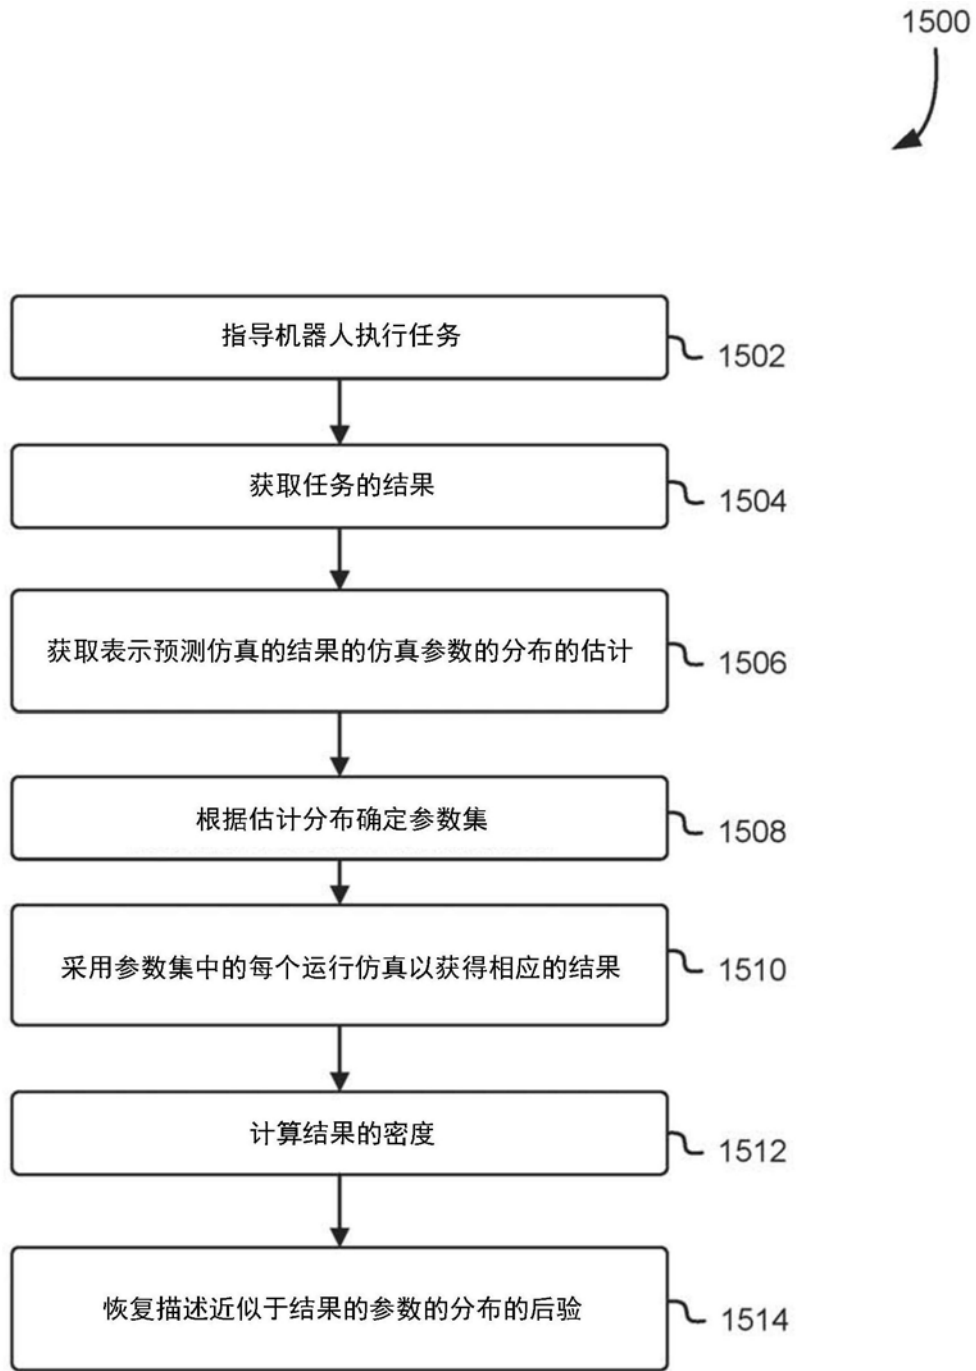 1500
指导机器人执行任务
1502
获取任务的结果
1504
获取表示预测仿真的结果的仿真参数的分布的估计
1506
根据估计分布确定参数集
1508
采用参数集中的每个运行仿真以获得相应的结果
1510
计算结果的密度
1512
恢复描述近似于结果的参数的分布的后验
1514